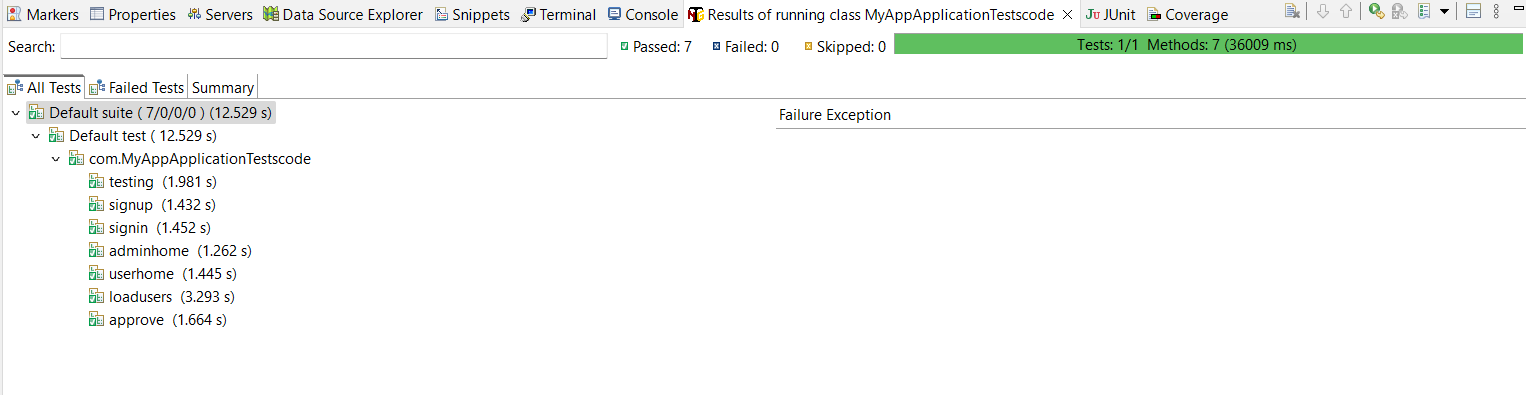 Markers Properties Servers Data Source Explorer Snippets Terminal Console Results of running class MyAppApplicationTestscode JUnit Coverage
Search: Passed: 7 Failed: 0 Skipped: 0 Tests: 1/1 Methods: 7 (36009 ms)
All Tests Failed Tests Summary
Default suite ( 7/0/0/0 ) (12.529 s)
Failure Exception
Default test ( 12.529 s)
com.MyAppApplicationTestscode
testing (1.981 s)
signup (1.432 s)
signin (1.452 s)
adminhome (1.262 s)
userhome (1.445 s)
loadusers (3.293 s)
approve (1.664 s)